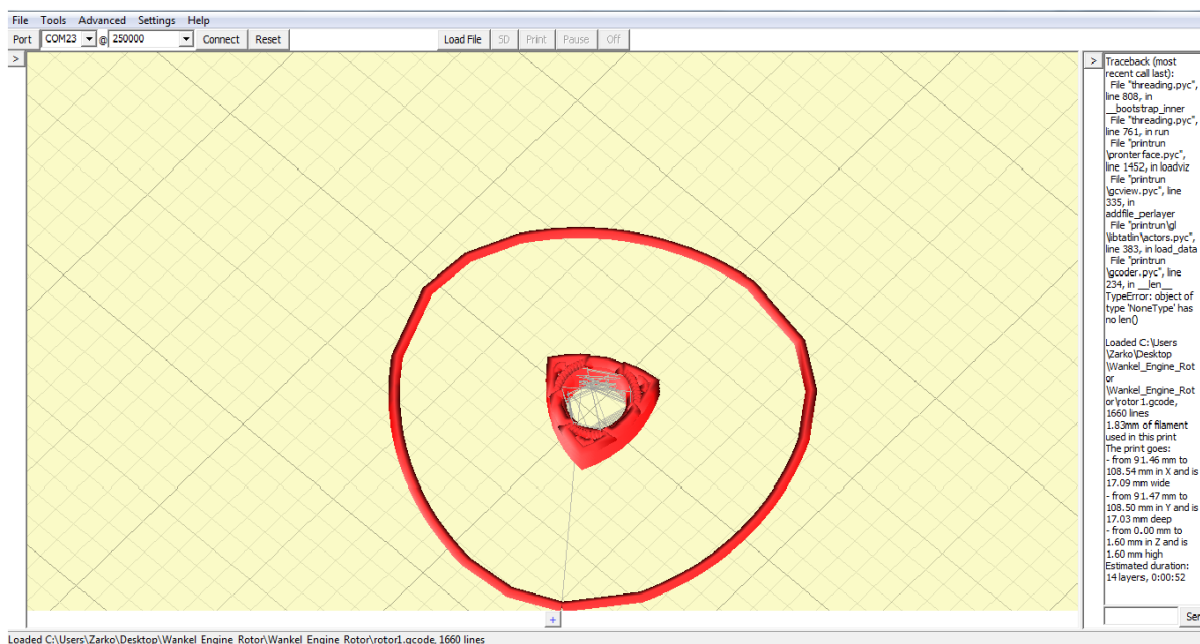 File Tools Advanced Settings Help
Port COM23 @ 250000 Connect Reset Load File SD Print Pause Off
>
>
Traceback (most
recent call last):
File "threading.pyc",
line 808, in
__bootstrap_inner
File "threading.pyc",
line 761, in run
File "printrun
\pronterface.pyc",
line 1452, in loadviz
File "printrun
\gcview.pyc", line
335, in
addfile_perlayer
File "printrun\gl
\libtatlin\actors.pyc",
line 383, in load_data
File "printrun
\gcoder.pyc", line
234, in __len__
TypeError: object of
type 'NoneType' has
no len()
Loaded C:\Users
\Zarko\Desktop
\Wankel_Engine_Rot
or
\Wankel_Engine_Rot
or\rotor1.gcode,
1660 lines
1.83mm of filament
used in this print
The print goes:
- from 91.46 mm to
108.54 mm in X and is
17.09 mm wide
- from 91.47 mm to
108.50 mm in Y and is
17.03 mm deep
- from 0.00 mm to
1.60 mm in Z and is
1.60 mm high
Estimated duration:
14 layers, 0:00:52
+
Sen
Loaded C:\Users\Zarko\Desktop\Wankel_Engine_Rotor\Wankel_Engine_Rotor\rotor1.gcode, 1660 lines